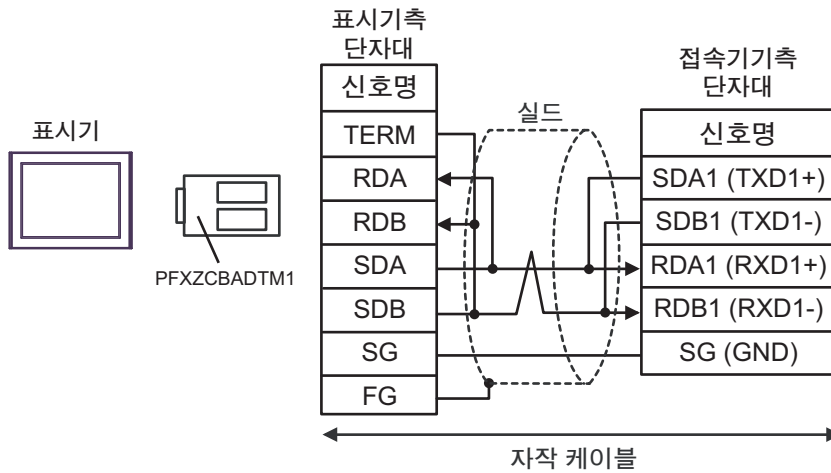 표시기
PFXZCBADTM1
표시기측
단자대
신호명
TERM
RDA
RDB
SDA
SDB
SG
FG
실드
접속기기측
단자대
신호명
SDA1 (TXD1+)
SDB1 (TXD1-)
RDA1 (RXD1+)
RDB1 (RXD1-)
SG (GND)
자작 케이블